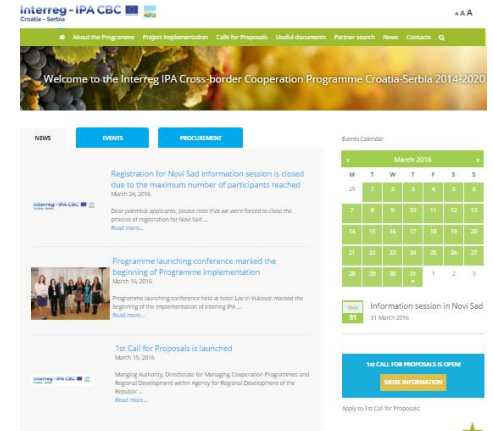 Interreg - IPA CBC
Croatia - Serbia
A A A
About the Programme Project Implementation Calls for Proposals Useful documents Partner search News Contacts
Welcome to the Interreg IPA Cross-border Cooperation Programme Croatia-Serbia 2014-2020
NEWS EVENTS PROCUREMENT
Registration for Novi Sad information session is closed
due to the maximum number of participants reached
March 24, 2016
Dear potential applicants, please note that we were forced to close the
process of registration for Novi Sad ...
Read more...
Interreg - IPA CBC
Programme launching conference marked the
beginning of Programme implementation
March 16, 2016
Programme launching conference held at hotel Lav in Vukovar marked the
beginning of the implementation of Interreg IPA ...
Read more...
1st Call for Proposals is launched
March 15, 2016
Manging Authority, Directorate for Managing Cooperation Programmes and
Regional Development within Agency for Regional Development of the
Republic ...
Read more...
Interreg - IPA CBC
Events Calendar
« March 2016 »
M T W T F S S
29 1 2 3 4 5 6
7 8 9 10 11 12 13
14 15 16 17 18 19 20
21 22 23 24 25 26 27
28 29 30 31 1 2 3
THU
31
Information session in Novi Sad
31 March 2016
1st CALL FOR PROPOSALS IS OPEN!
MORE INFORMATION
Apply to 1st Call for Proposals: